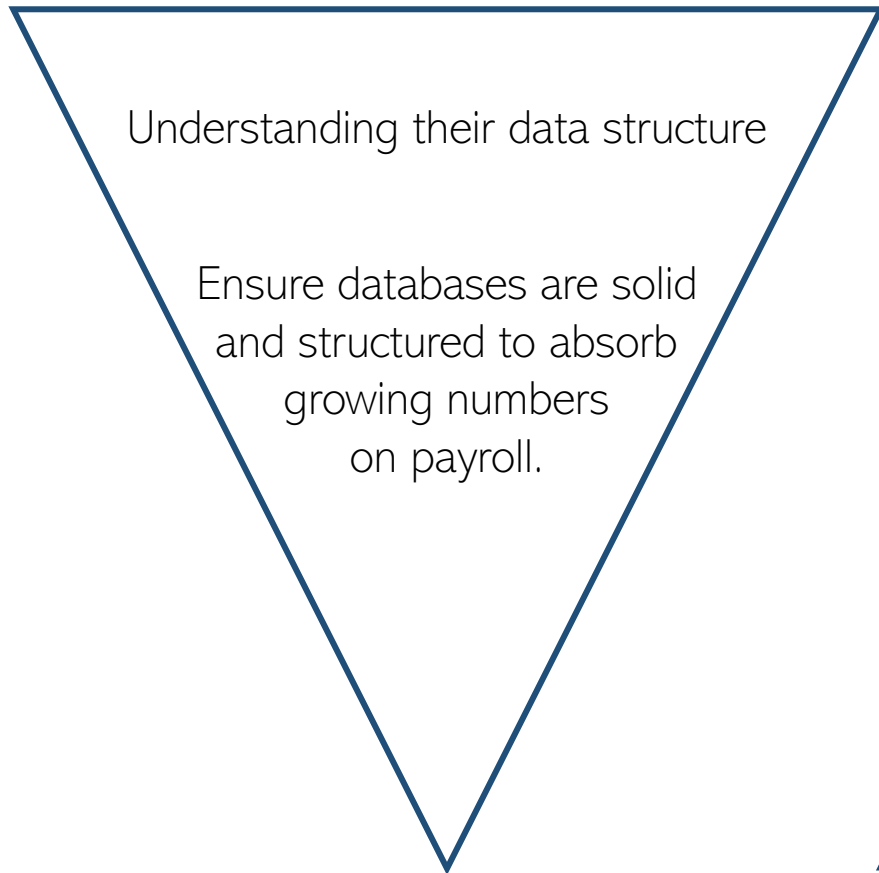 Understanding their data structure
Ensure databases are solid
and structured to absorb
growing numbers
on payroll.